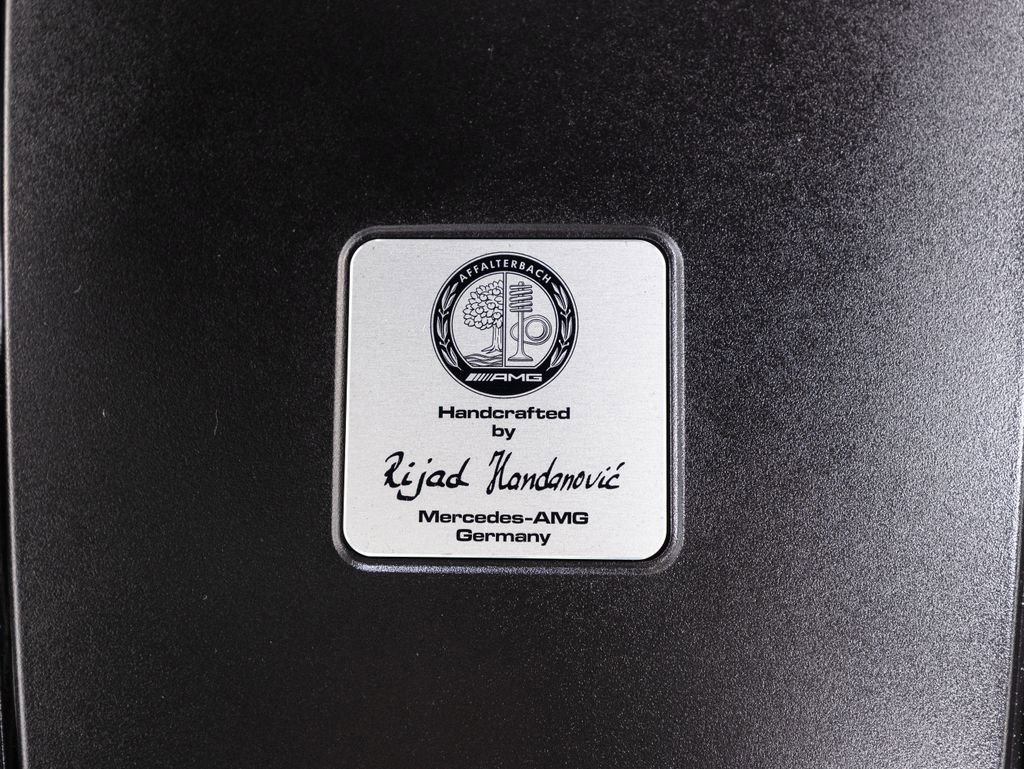 AFFALTERBACH
AMG
Handcrafted
by
Rijad Handanović
Mercedes-AMG
Germany